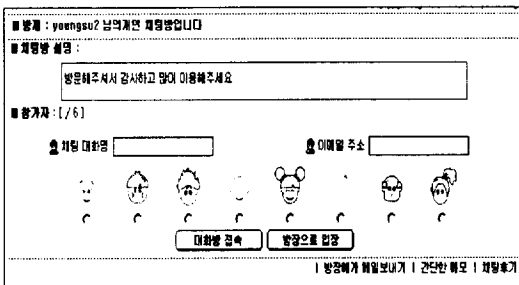 ■ 방제 : youngsu2 님의개인 채팅방입니다
■ 채팅방 설명 :
방문해주셔서 감사하고 많이 이용해주세요
■ 참가자 : [ / 6 ]
채팅 대화명 이메일 주소
대화방 접속 방장으로 입장
| 방장에게 메일보내기 | 간단한 메모 | 채팅후기